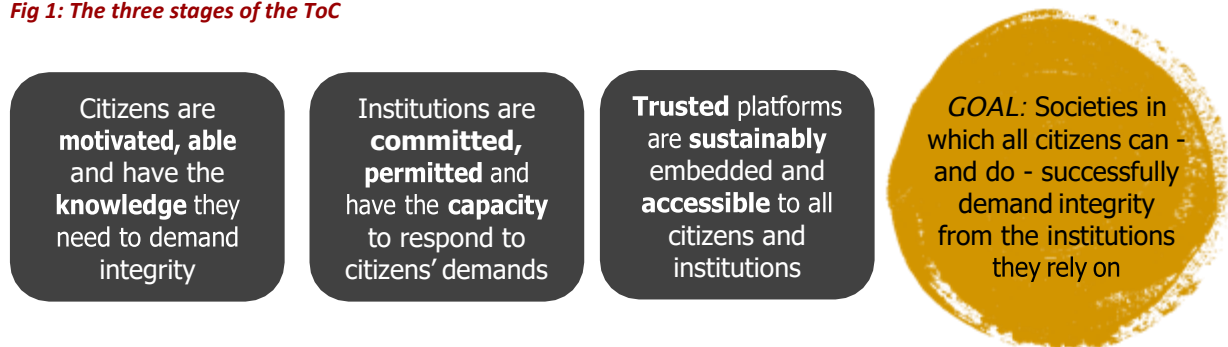 Fig 1: The three stages of the ToC
Citizens are
motivated, able
and have the
knowledge they
need to demand
integrity
Institutions are
committed,
permitted and
have the capacity
to respond to
citizens' demands
Trusted platforms
are sustainably
embedded and
accessible to all
citizens and
institutions
GOAL: Societies in
which all citizens can -
and do - successfully
demand integrity
from the institutions
they rely on